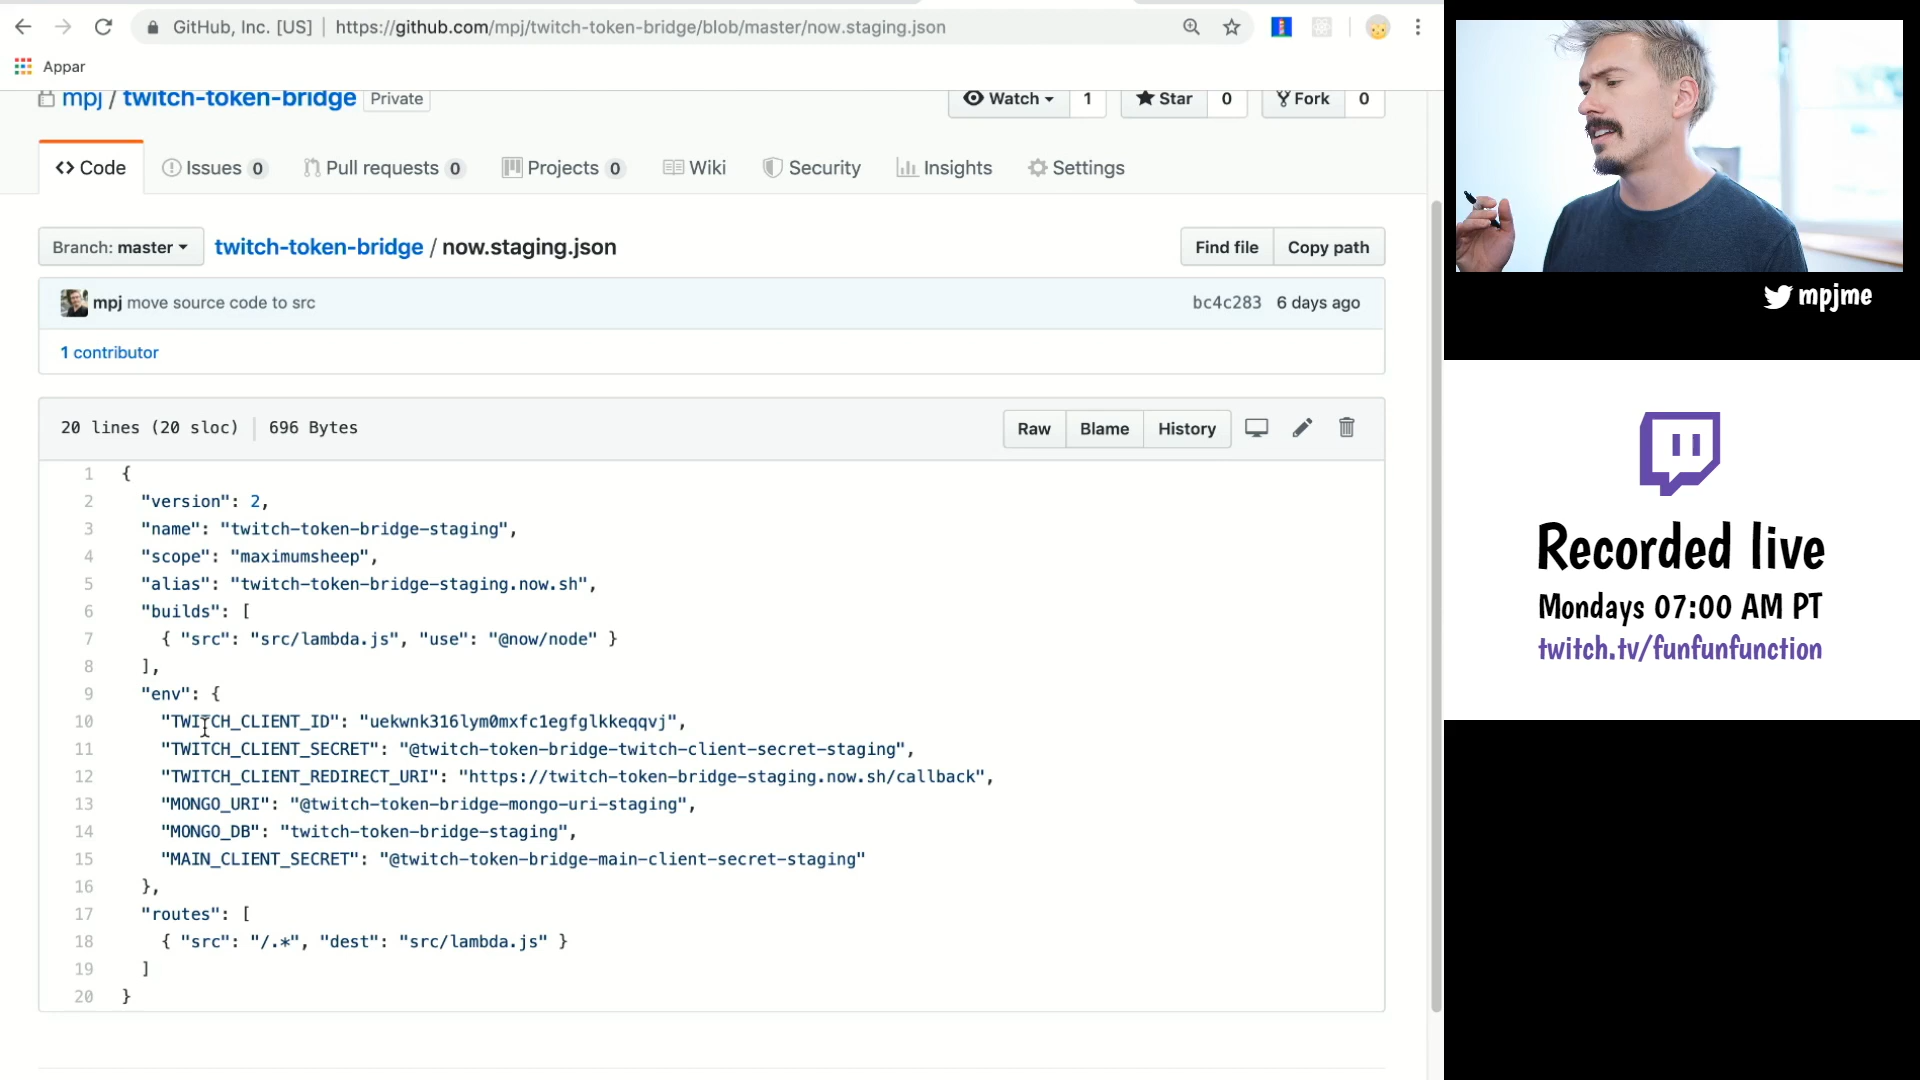 GitHub, Inc. [US] | https://github.com/mpj/twitch-token-bridge/blob/master/now.staging.json
Appar
mpj / twitch-token-bridge Private
Watch 1 Star 0 Fork 0
<> Code Issues 0 Pull requests 0 Projects 0 Wiki Security Insights Settings
Branch: master twitch-token-bridge / now.staging.json Find file Copy path
mpj move source code to src bc4c283 6 days ago
1 contributor
20 lines (20 sloc) | 696 Bytes Raw Blame History
1 {
2 "version": 2,
3 "name": "twitch-token-bridge-staging",
4 "scope": "maximumsheep",
5 "alias": "twitch-token-bridge-staging.now.sh",
6 "builds": [
7 { "src": "src/lambda.js", "use": "@now/node" }
8 ],
9 "env": {
10 "TWITCH_CLIENT_ID": "uekwnk316lym0mxfc1egfglkkeqqvj",
11 "TWITCH_CLIENT_SECRET": "@twitch-token-bridge-twitch-client-secret-staging",
12 "TWITCH_CLIENT_REDIRECT_URI": "https://twitch-token-bridge-staging.now.sh/callback",
13 "MONGO_URI": "@twitch-token-bridge-mongo-uri-staging",
14 "MONGO_DB": "twitch-token-bridge-staging",
15 "MAIN_CLIENT_SECRET": "@twitch-token-bridge-main-client-secret-staging"
16 },
17 "routes": [
18 { "src": "/.*", "dest": "src/lambda.js" }
19 ]
20 }
mpjme
Recorded live
Mondays 07:00 AM PT
twitch.tv/funfunfunction